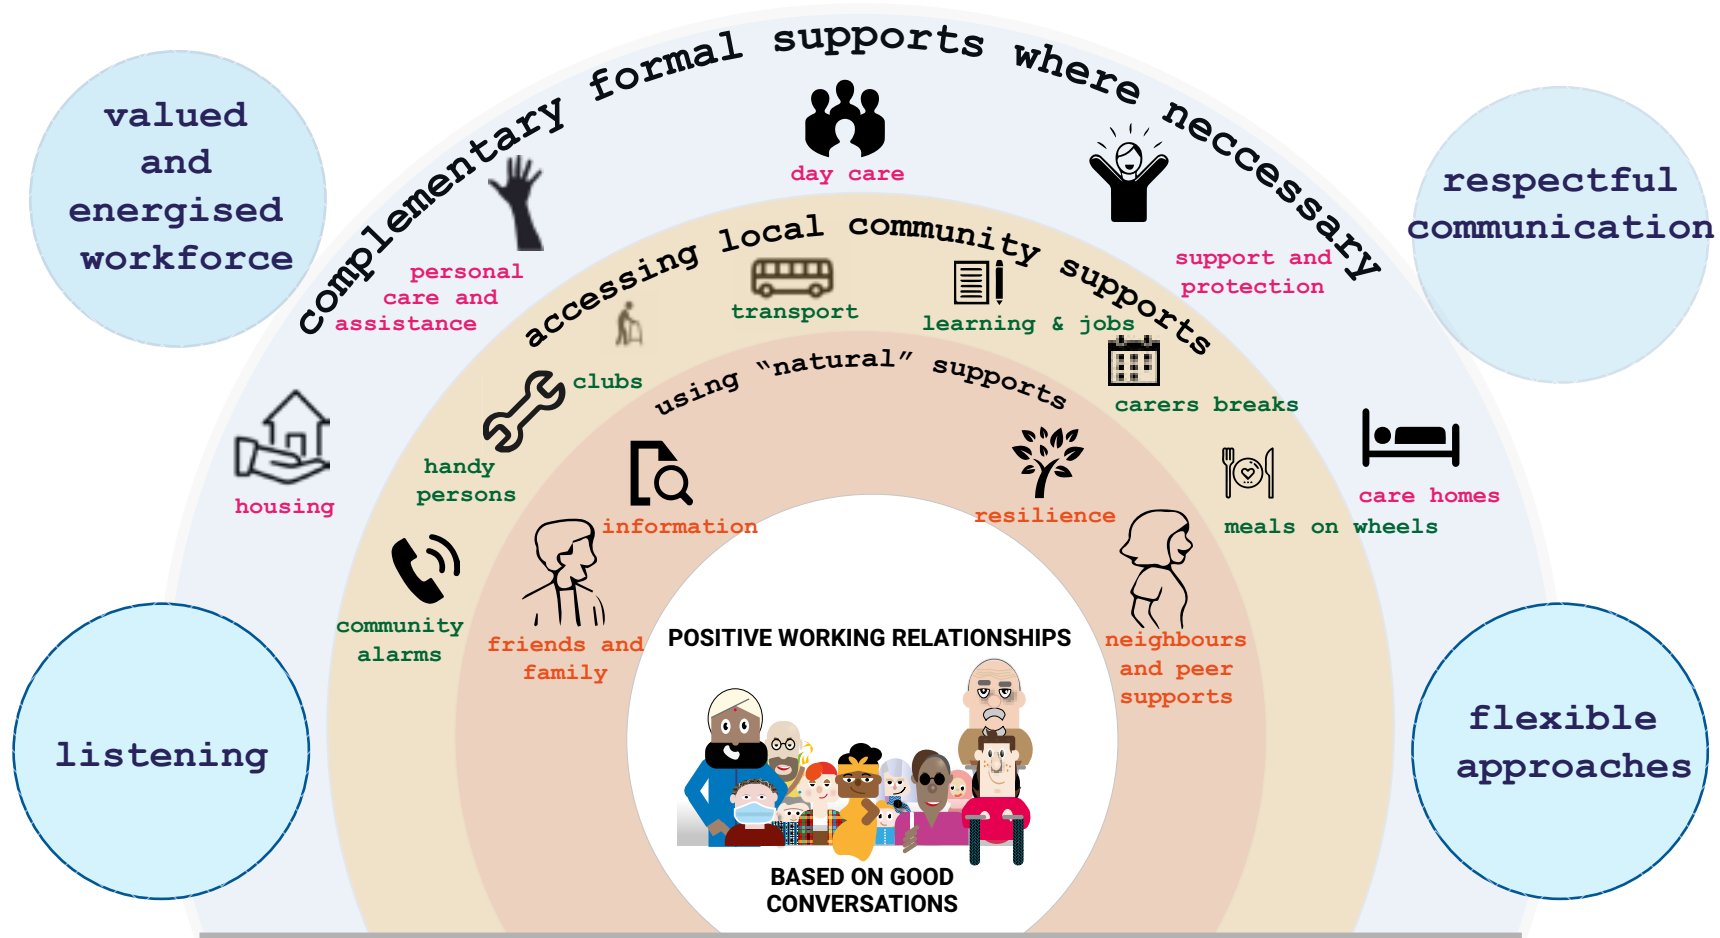 complementary formal supports where neccessary
valued
and
energised
workforce
respectful
communication
day care
personal
care and
assistance
support and
protection
housing
care homes
accessing local community supports
transport
learning & jobs
clubs
carers breaks
handy
persons
meals on wheels
community
alarms
using “natural” supports
information
resilience
friends and
family
neighbours
and peer
supports
POSITIVE WORKING RELATIONSHIPS
BASED ON GOOD
CONVERSATIONS
listening
flexible
approaches